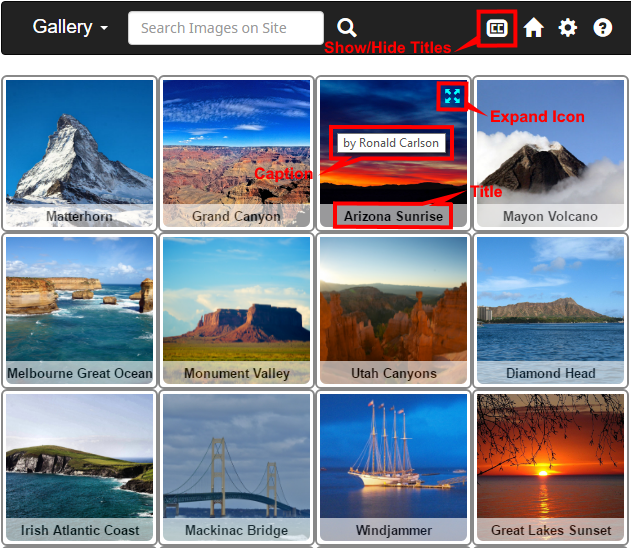 Gallery
Search Images on Site
CC
?
Show/Hide Titles
Expand Icon
by Ronald Carlson
Caption
Title
Matterhorn
Grand Canyon
Arizona Sunrise
Mayon Volcano
Melbourne Great Ocean
Monument Valley
Utah Canyons
Diamond Head
Irish Atlantic Coast
Mackinac Bridge
Windjammer
Great Lakes Sunset